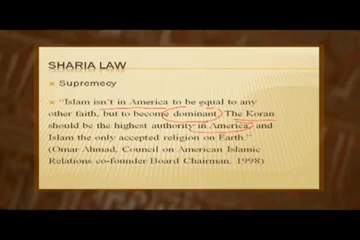 SHARIA LAW
Supremacy
"Islam isn't in America to be equal to any
other faith, but to become dominant. The Koran
should be the highest authority in America, and
Islam the only accepted religion on Earth."
(Omar Ahmad, Council on American Islamic
Relations co-founder Board Chairman, 1998)